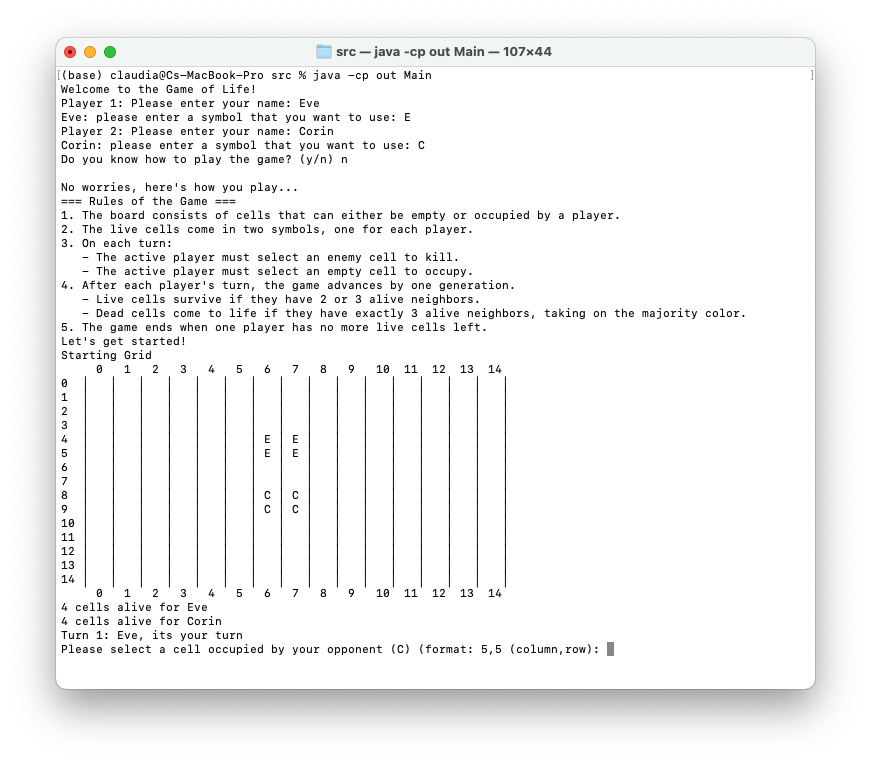 src — java -cp out Main — 107×44
(base) claudia@Cs-MacBook-Pro src % java -cp out Main
Welcome to the Game of Life!
Player 1: Please enter your name: Eve
Eve: please enter a symbol that you want to use: E
Player 2: Please enter your name: Corin
Corin: please enter a symbol that you want to use: C
Do you know how to play the game? (y/n) n
No worries, here's how you play...
=== Rules of the Game ===
1. The board consists of cells that can either be empty or occupied by a player.
2. The live cells come in two symbols, one for each player.
3. On each turn:
   - The active player must select an enemy cell to kill.
   - The active player must select an empty cell to occupy.
4. After each player's turn, the game advances by one generation.
   - Live cells survive if they have 2 or 3 alive neighbors.
   - Dead cells come to life if they have exactly 3 alive neighbors, taking on the majority color.
5. The game ends when one player has no more live cells left.
Let's get started!
Starting Grid
     0   1   2   3   4   5   6   7   8   9   10  11  12  13  14
0  |   |   |   |   |   |   |   |   |   |   |   |   |   |   |   |
1  |   |   |   |   |   |   |   |   |   |   |   |   |   |   |   |
2  |   |   |   |   |   |   |   |   |   |   |   |   |   |   |   |
3  |   |   |   |   |   |   |   |   |   |   |   |   |   |   |   |
4  |   |   |   |   |   |   | E | E |   |   |   |   |   |   |   |
5  |   |   |   |   |   |   | E | E |   |   |   |   |   |   |   |
6  |   |   |   |   |   |   |   |   |   |   |   |   |   |   |   |
7  |   |   |   |   |   |   |   |   |   |   |   |   |   |   |   |
8  |   |   |   |   |   |   | C | C |   |   |   |   |   |   |   |
9  |   |   |   |   |   |   | C | C |   |   |   |   |   |   |   |
10 |   |   |   |   |   |   |   |   |   |   |   |   |   |   |   |
11 |   |   |   |   |   |   |   |   |   |   |   |   |   |   |   |
12 |   |   |   |   |   |   |   |   |   |   |   |   |   |   |   |
13 |   |   |   |   |   |   |   |   |   |   |   |   |   |   |   |
14 |   |   |   |   |   |   |   |   |   |   |   |   |   |   |   |
     0   1   2   3   4   5   6   7   8   9   10  11  12  13  14
4 cells alive for Eve
4 cells alive for Corin
Turn 1: Eve, its your turn
Please select a cell occupied by your opponent (C) (format: 5,5 (column,row):